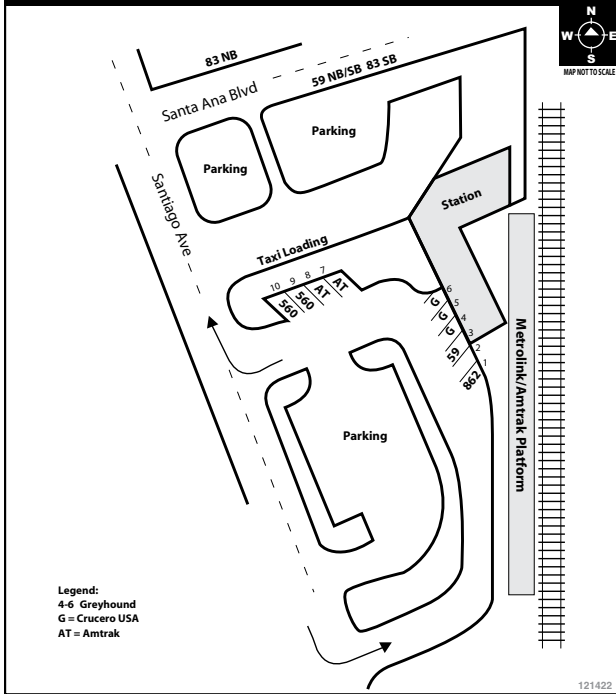 N
W E
S
MAP NOT TO SCALE
83 NB
59 NB/SB 83 SB
Santa Ana Blvd
Parking
Parking
Santiago Ave
Station
Taxi Loading
10 9 8 7
560 560 AT AT
6
G 5
G 4
G 3
59 2
862 1
Metrolink/Amtrak Platform
Parking
Legend:
4-6 Greyhound
G = Crucero USA
AT = Amtrak
121422